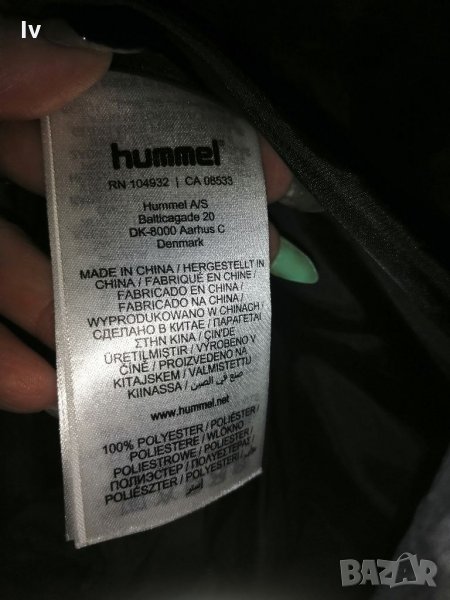 lv
hummel
RN 104932 | CA 08533
Hummel A/S
Balticagade 20
DK-8000 Aarhus C
Denmark
MADE IN CHINA / HERGESTELLT IN
CHINA / FABRIQUÉ EN CHINE /
FABRICADO EN CHINA /
FABRICADO NA CHINA /
WYPRODUKOWANO W CHINACH /
СДЕЛАНО В КИТАЕ / ΠΑΡΑΓΕΤΑΙ
ΣΤΗΝ ΚΙΝΑ / ÇIN'DE
ÜRETILMIŞTIR / VYROBENO V
ČÍNĚ / PROIZVEDENO NA
KITAJSKEM / VALMISTETTU
KIINASSA / صنع في الصين
www.hummel.net
100% POLYESTER / POLIÉSTER /
POLIESTERE / WŁÓKNO
POLIESTROWE / POLIÉSTER /
ПОЛИЭСТЕР / ΠΟΛΥΕΣΤΕΡΑΣ /
POLIÉSZTER / POLYESTER /
BAZAR